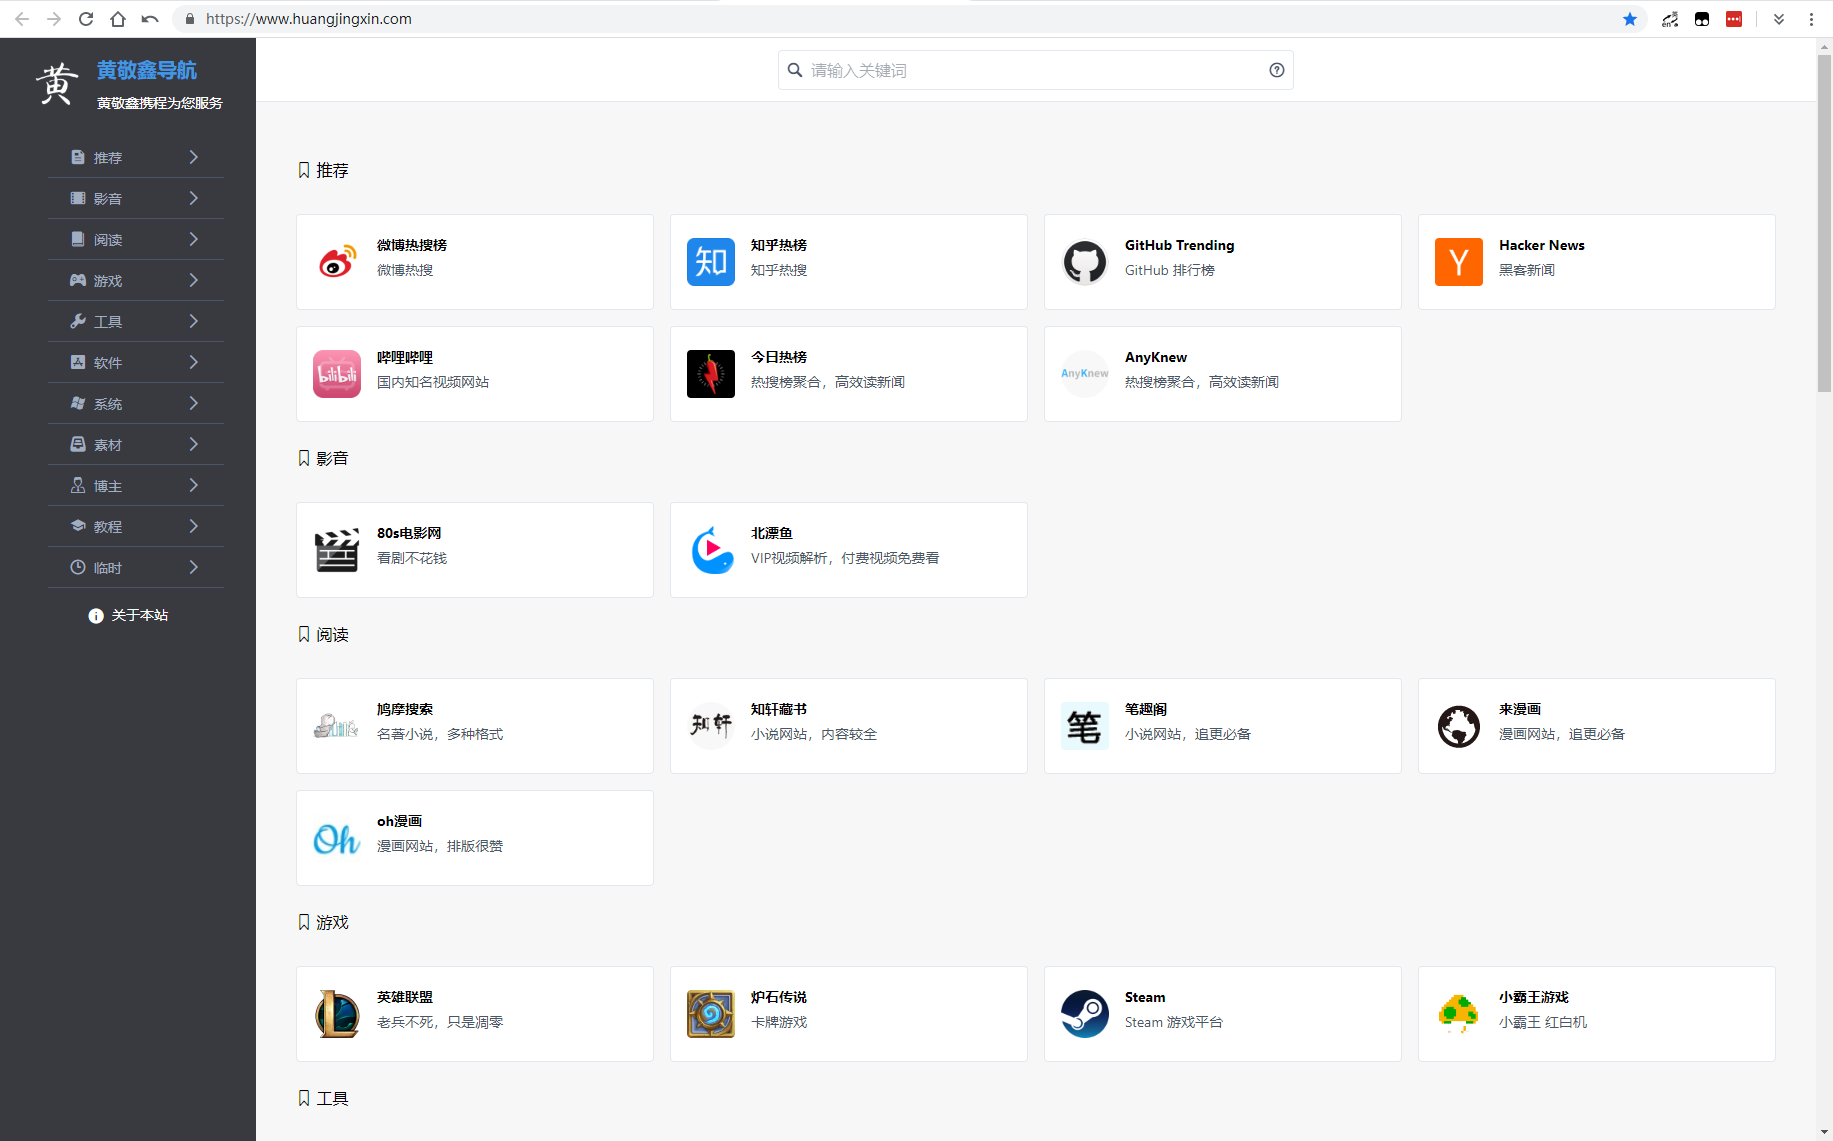 https://www.huangjingxin.com
黄
黄敬鑫导航
黄敬鑫携程为您服务
推荐
影音
阅读
游戏
工具
软件
系统
素材
博主
教程
临时
关于本站
请输入关键词
推荐
微博热搜榜
微博热搜
知
知乎热榜
知乎热搜
GitHub Trending
GitHub 排行榜
Y
Hacker News
黑客新闻
bilibili
哔哩哔哩
国内知名视频网站
今日热榜
热搜榜聚合，高效读新闻
AnyKnew
AnyKnew
热搜榜聚合，高效读新闻
影音
80s电影网
看剧不花钱
北漂鱼
VIP视频解析，付费视频免费看
阅读
鸠摩搜索
名著小说，多种格式
知轩
知轩藏书
小说网站，内容较全
笔
笔趣阁
小说网站，追更必备
来漫画
漫画网站，追更必备
Oh
oh漫画
漫画网站，排版很赞
游戏
L
英雄联盟
老兵不死，只是凋零
炉石传说
卡牌游戏
Steam
Steam 游戏平台
小霸王游戏
小霸王 红白机
工具